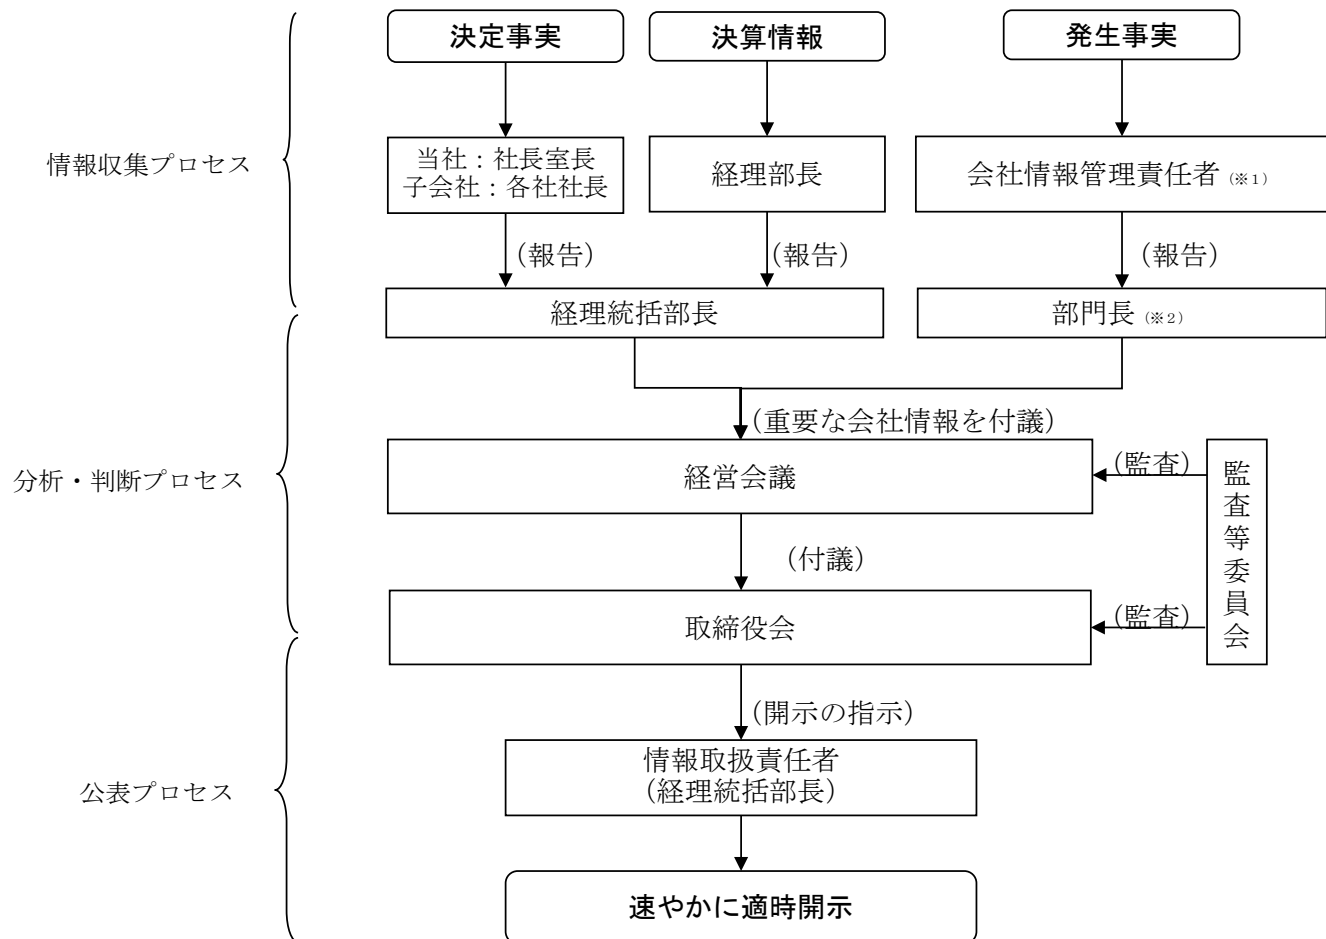 決定事実
決算情報
発生事実
情報収集プロセス
当社：社長室長
子会社：各社社長
経理部長
会社情報管理責任者（※1）
（報告）
（報告）
（報告）
経理統括部長
部門長（※2）
（重要な会社情報を付議）
分析・判断プロセス
経営会議
（監査）
監査等委員会
（付議）
取締役会
（監査）
（開示の指示）
公表プロセス
情報取扱責任者
（経理統括部長）
速やかに適時開示